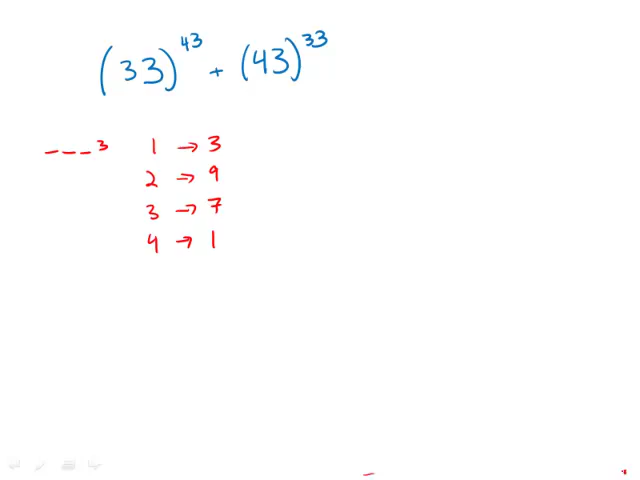 (33)^43 + (43)^33
_ _ _ 3 1 → 3
2 → 9
3 → 7
4 → 1